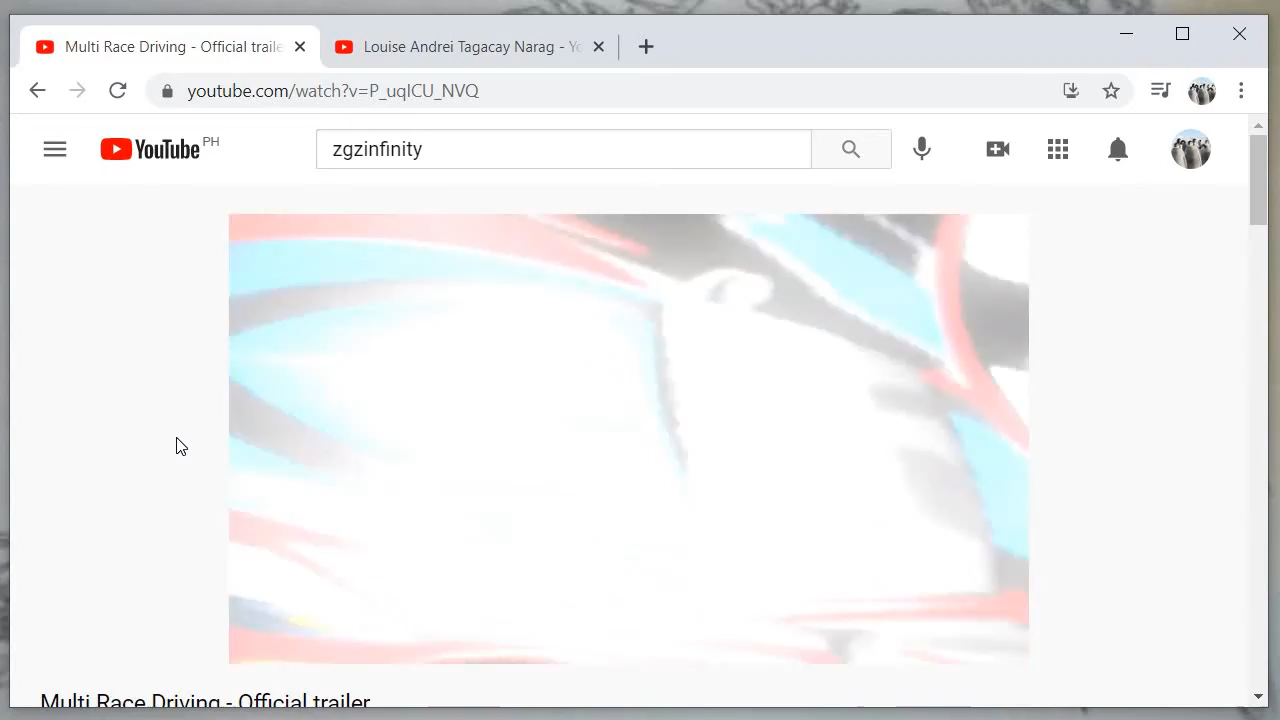 Multi Race Driving - Official traile
Louise Andrei Tagacay Narag - Yo
youtube.com/watch?v=P_uqICU_NVQ
YouTube PH
zgzinfinity
Multi Race Driving - Official trailer